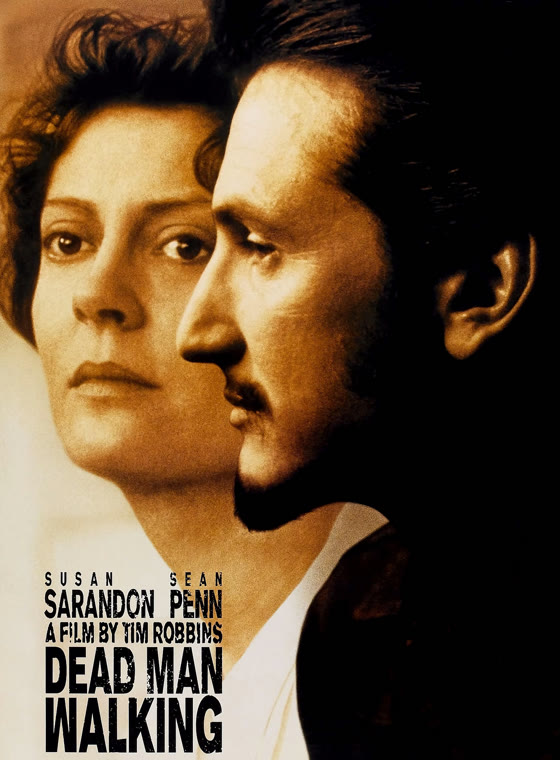 SUSAN SEAN
SARANDON PENN
A FILM BY TIM ROBBINS
DEAD MAN
WALKING